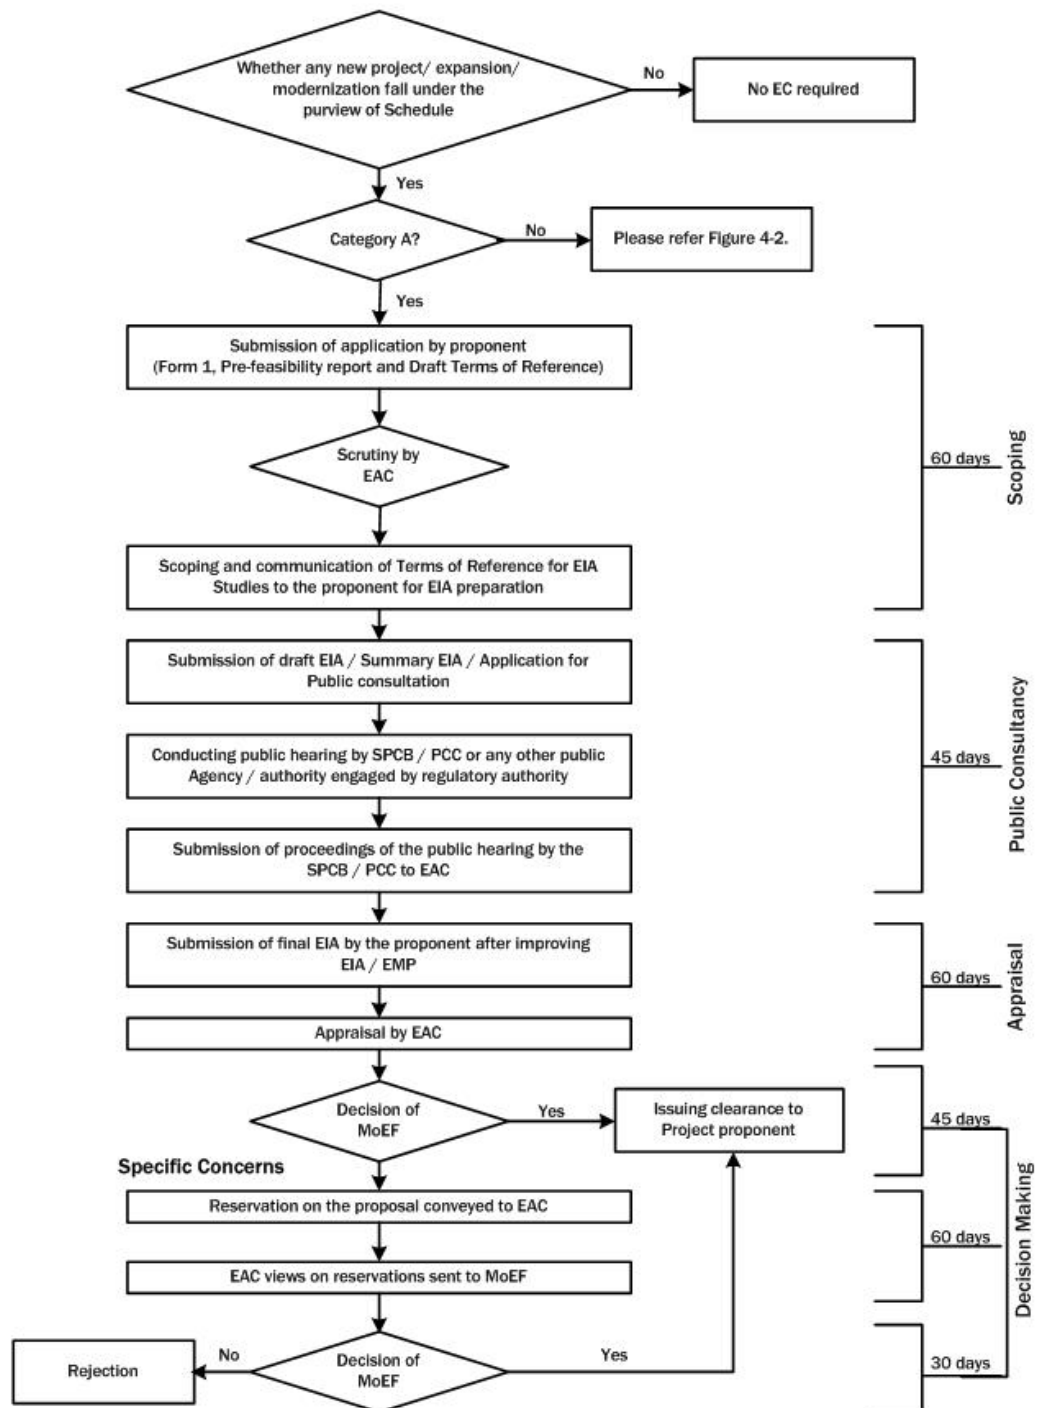 Whether any new project/ expansion/
modernization fall under the
purview of Schedule
No
No EC required
Yes
Category A?
No
Please refer Figure 4-2.
Yes
Submission of application by proponent
(Form 1, Pre-feasibility report and Draft Terms of Reference)
Scrutiny by
EAC
60 days
Scoping
Scoping and communication of Terms of Reference for EIA
Studies to the proponent for EIA preparation
Submission of draft EIA / Summary EIA / Application for
Public consultation
Conducting public hearing by SPCB / PCC or any other public
Agency / authority engaged by regulatory authority
45 days
Public Consultancy
Submission of proceedings of the public hearing by the
SPCB / PCC to EAC
Submission of final EIA by the proponent after improving
EIA / EMP
60 days
Appraisal
Appraisal by EAC
Decision of
MoEF
Yes
Issuing clearance to
Project proponent
45 days
Specific Concerns
Reservation on the proposal conveyed to EAC
60 days
Decision Making
EAC views on reservations sent to MoEF
Rejection
No
Decision of
MoEF
Yes
30 days